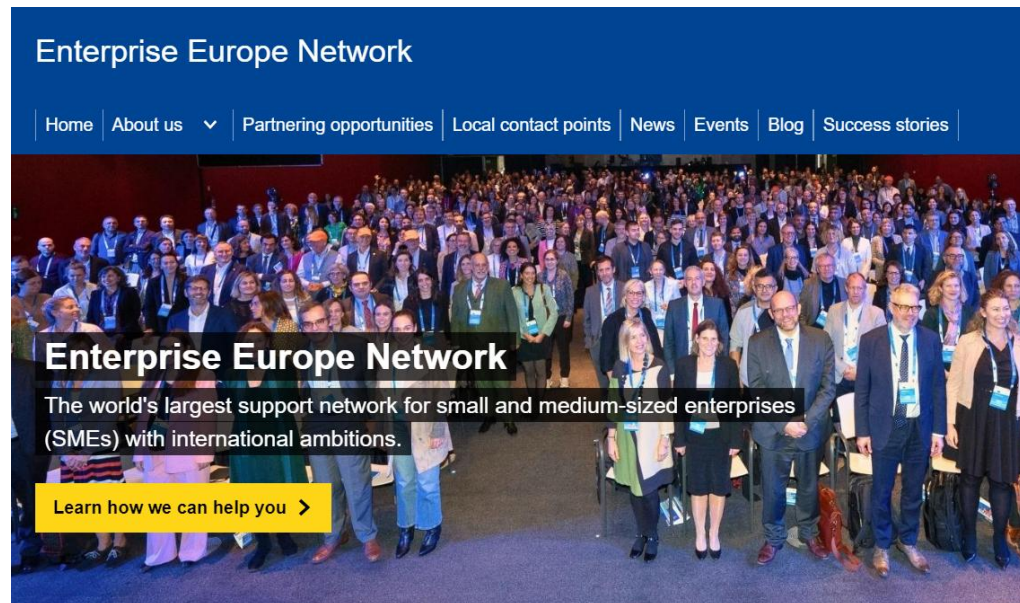 Enterprise Europe Network
Home
About us
Partnering opportunities
Local contact points
News
Events
Blog
Success stories
Enterprise Europe Network
The world's largest support network for small and medium-sized enterprises
(SMEs) with international ambitions.
Learn how we can help you